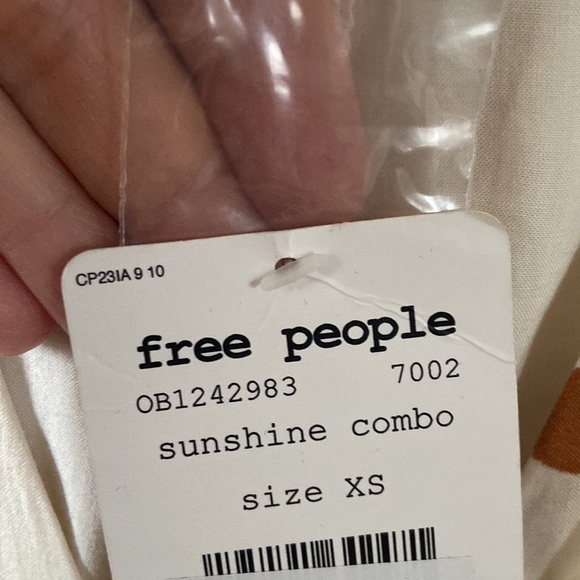 CP23IA 9 10
free people
OB1242983 7002
sunshine combo
size XS